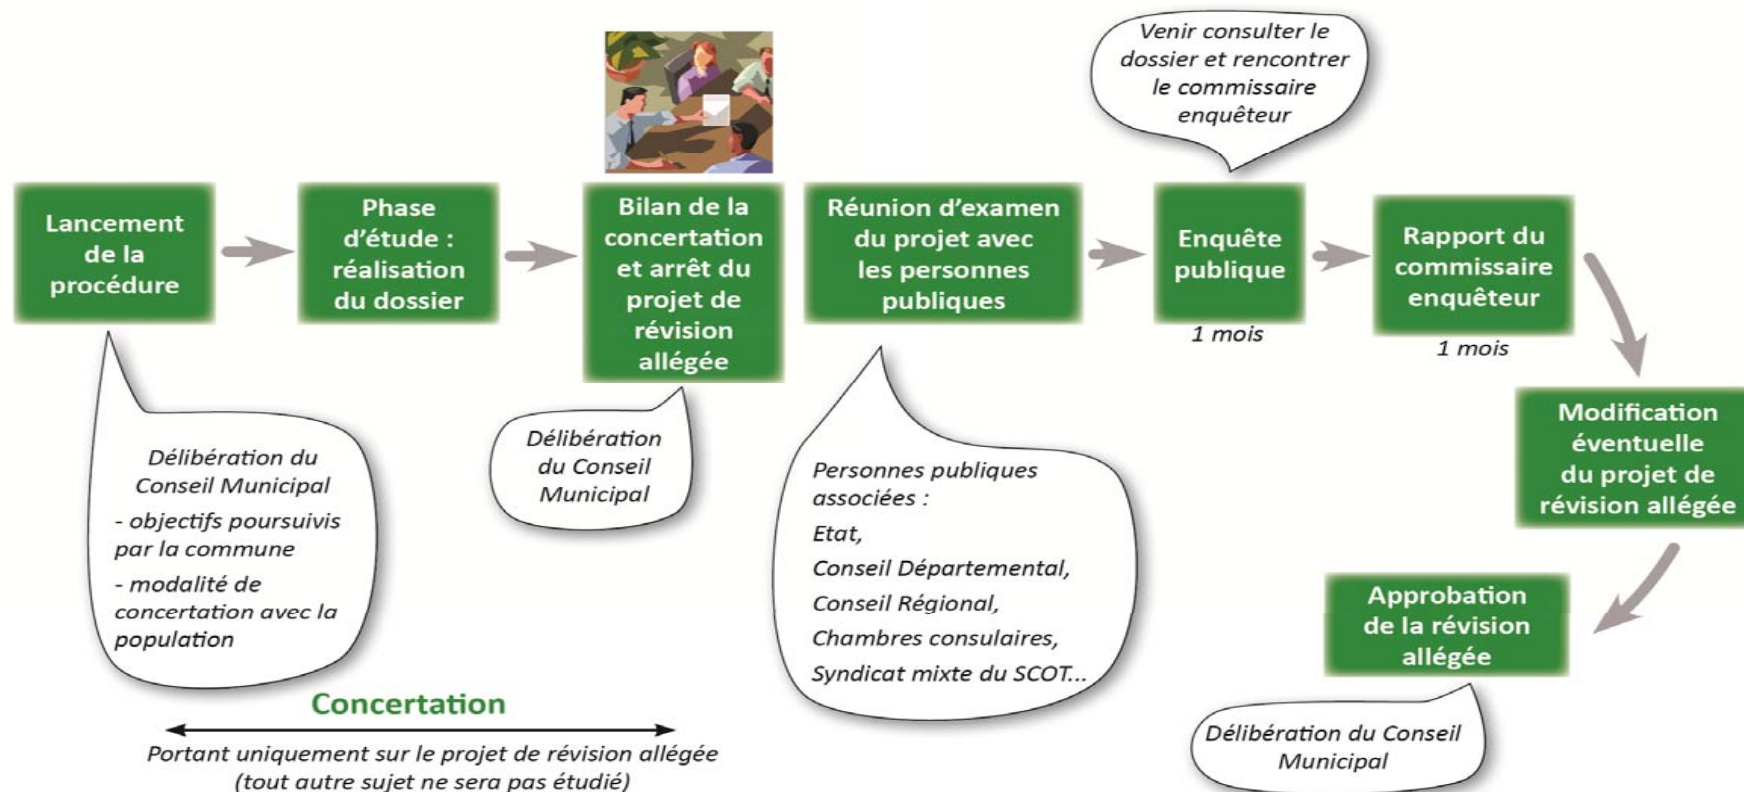 Venir consulter le
dossier et rencontrer
le commissaire
enquêteur
Lancement
de la
procédure
Phase
d'étude :
réalisation
du dossier
Bilan de la
concertation
et arrêt du
projet de
révision
allégée
Réunion d'examen
du projet avec
les personnes
publiques
Enquête
publique
1 mois
Rapport du
commissaire
enquêteur
1 mois
Délibération du
Conseil Municipal
- objectifs poursuivis
par la commune
- modalité de
concertation avec la
population
Délibération
du Conseil
Municipal
Personnes publiques
associées :
Etat,
Conseil Départemental,
Conseil Régional,
Chambres consulaires,
Syndicat mixte du SCOT...
Modification
éventuelle
du projet de
révision allégée
Approbation
de la révision
allégée
Délibération du Conseil
Municipal
Concertation
Portant uniquement sur le projet de révision allégée
(tout autre sujet ne sera pas étudié)